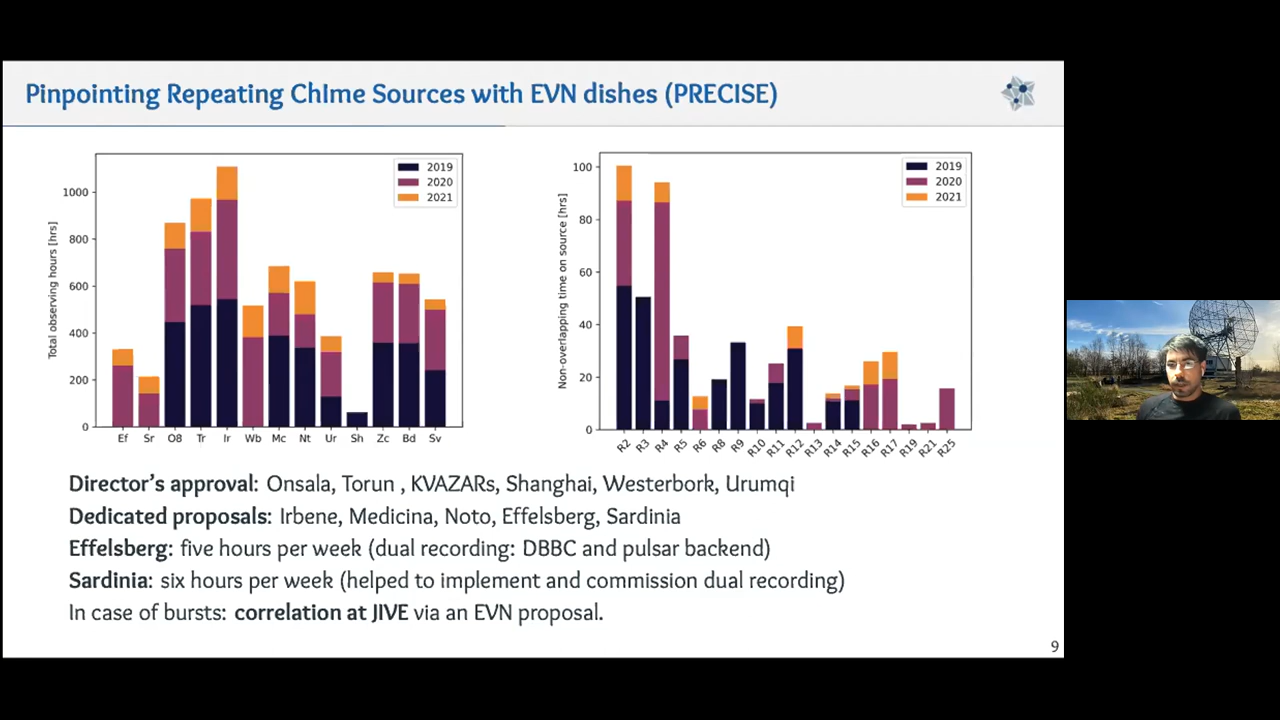 Pinpointing Repeating ChIme Sources with EVN dishes (PRECISE)
Total observing hours [hrs]
1000
800
600
400
200
0
2019
2020
2021
Ef Sr O8 Tr Ir Wb Mc Nt Ur Sh Zc Bd Sv
Non-overlapping time on source [hrs]
100
80
60
40
20
0
2019
2020
2021
R2 R3 R4 R5 R6 R8 R9 R10 R11 R12 R13 R14 R15 R16 R17 R19 R21 R25
Director's approval: Onsala, Torun , KVAZARs, Shanghai, Westerbork, Urumqi
Dedicated proposals: Irbene, Medicina, Noto, Effelsberg, Sardinia
Effelsberg: five hours per week (dual recording: DBBC and pulsar backend)
Sardinia: six hours per week (helped to implement and commission dual recording)
In case of bursts: correlation at JIVE via an EVN proposal.
9